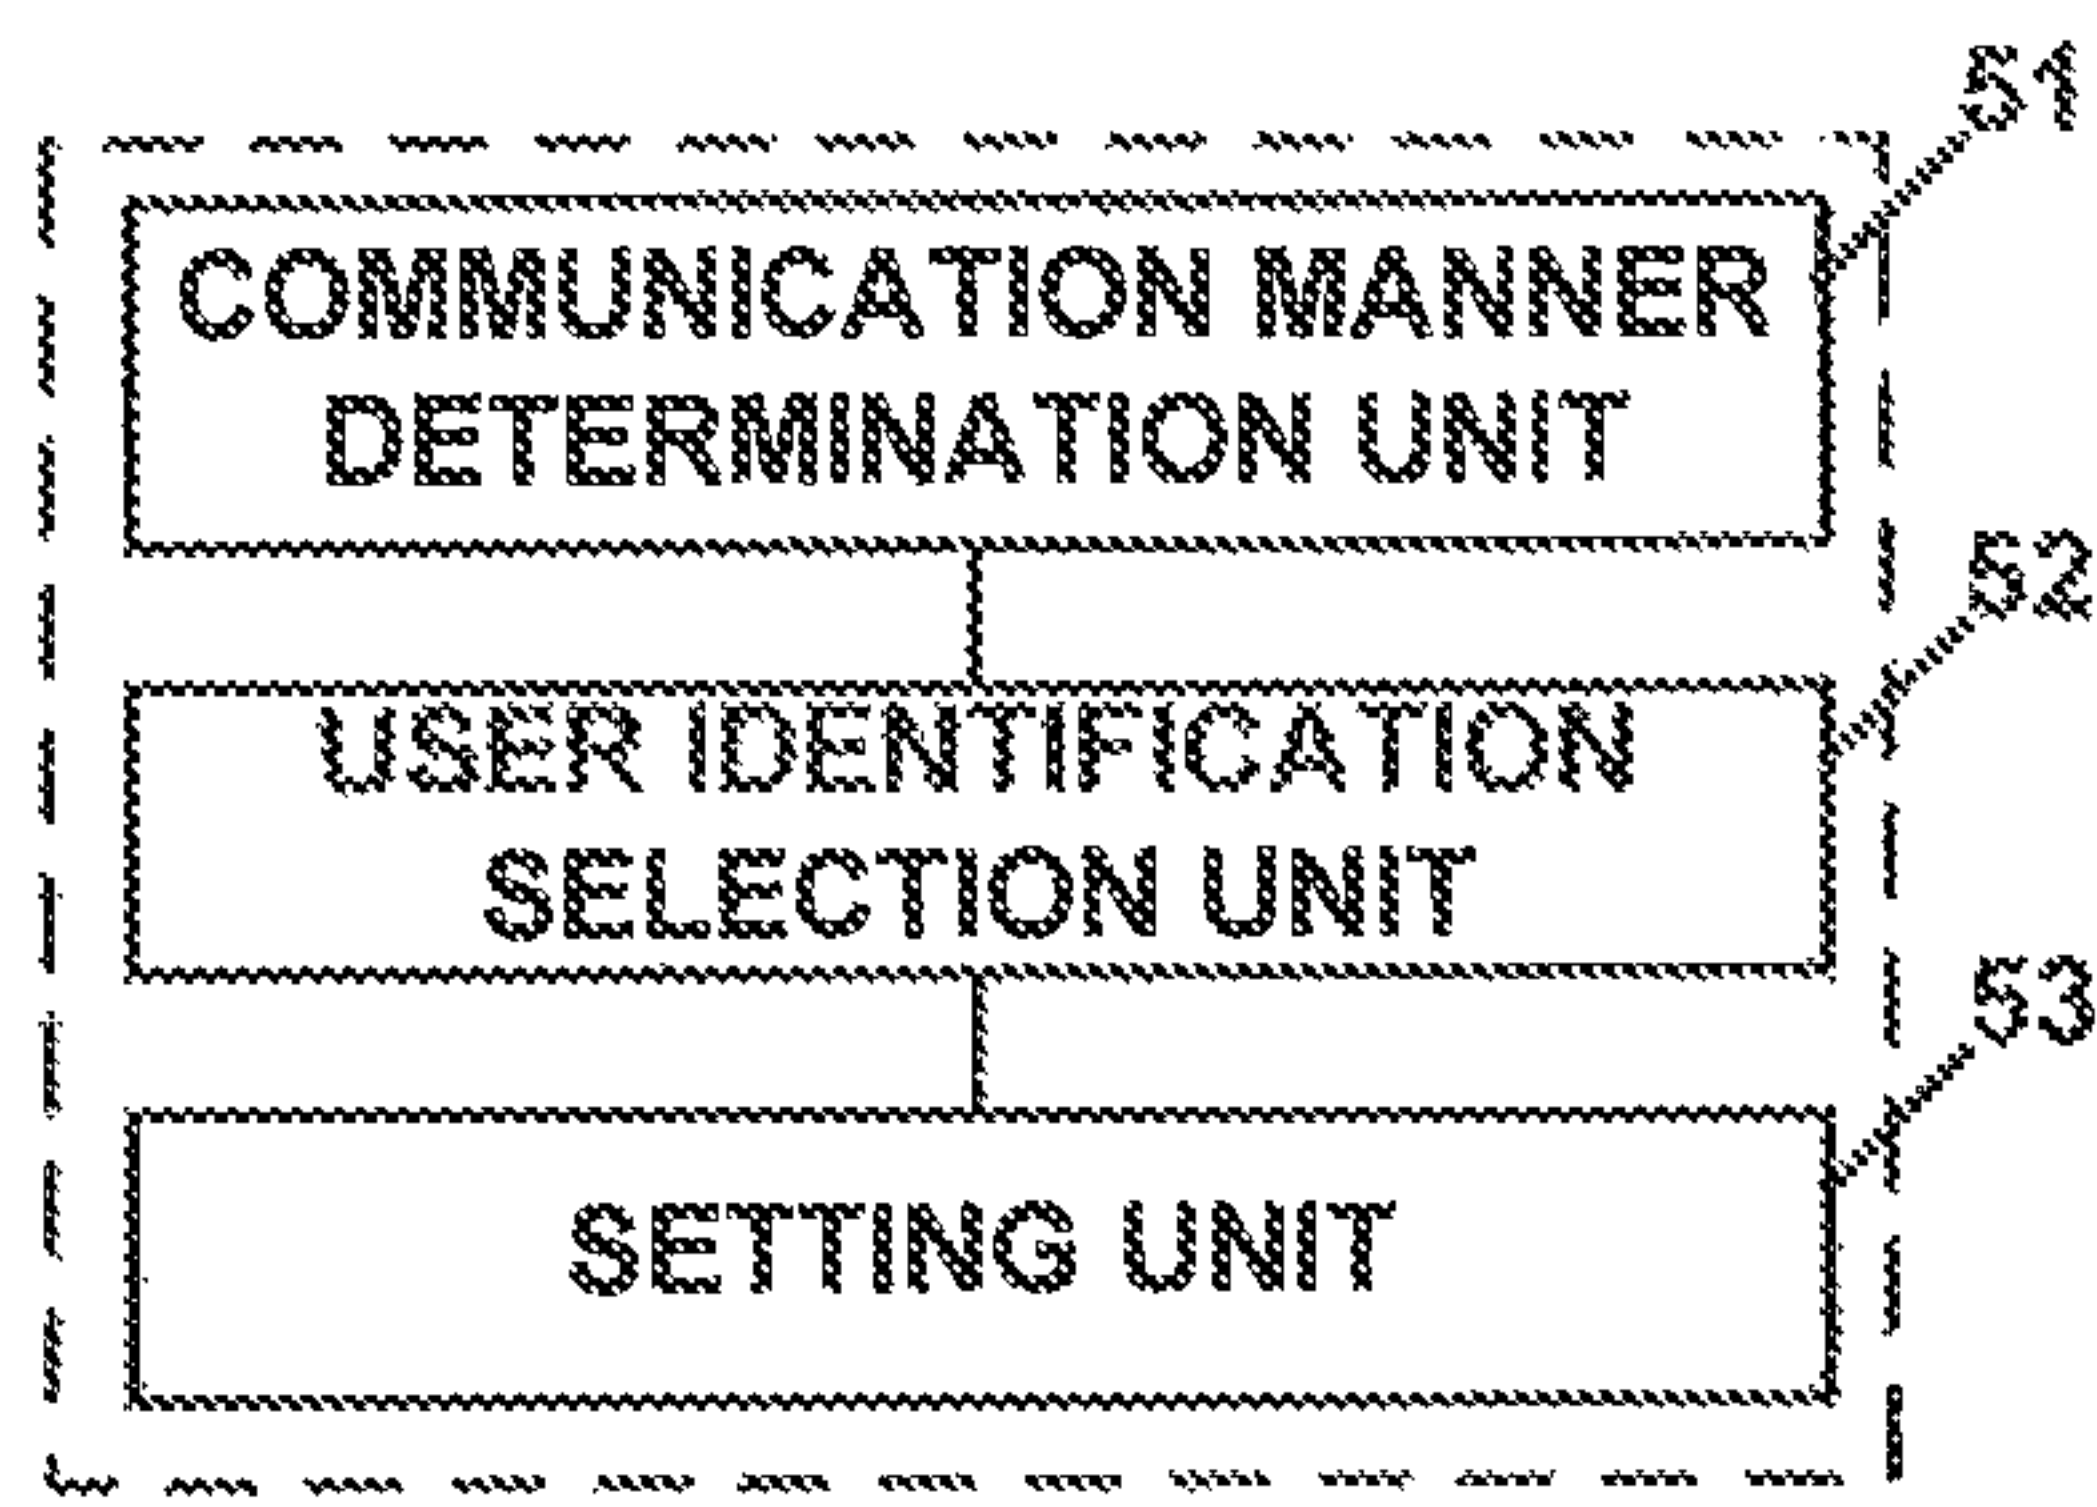 51
COMMUNICATION MANNER
DETERMINATION UNIT
52
USER IDENTIFICATION
SELECTION UNIT
53
SETTING UNIT